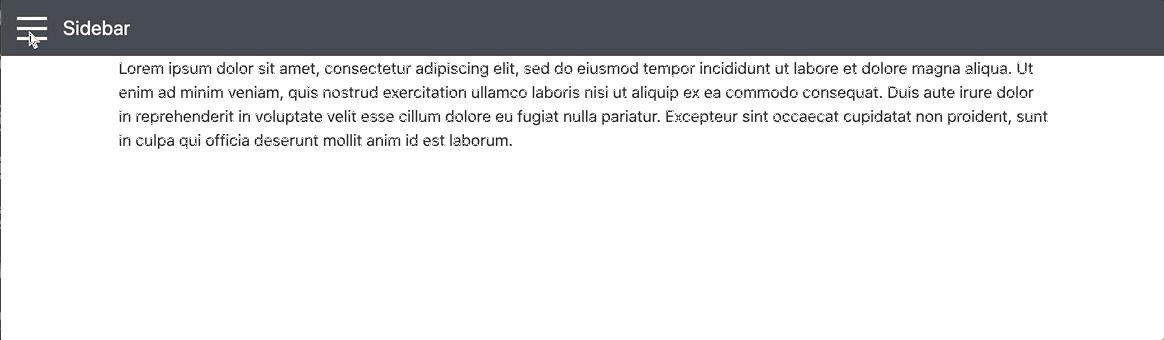 Sidebar
Lorem ipsum dolor sit amet, consectetur adipiscing elit, sed do eiusmod tempor incididunt ut labore et dolore magna aliqua. Ut
enim ad minim veniam, quis nostrud exercitation ullamco laboris nisi ut aliquip ex ea commodo consequat. Duis aute irure dolor
in reprehenderit in voluptate velit esse cillum dolore eu fugiat nulla pariatur. Excepteur sint occaecat cupidatat non proident, sunt
in culpa qui officia deserunt mollit anim id est laborum.